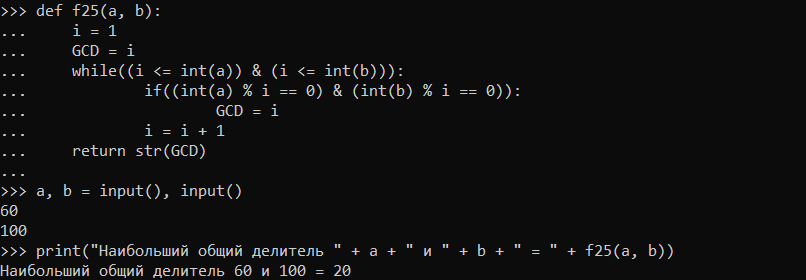 >>> def f25(a, b):
...     i = 1
...     GCD = i
...     while((i <= int(a)) & (i <= int(b))):
...             if((int(a) % i == 0) & (int(b) % i == 0)):
...                     GCD = i
...             i = i + 1
...     return str(GCD)
...
>>> a, b = input(), input()
60
100
>>> print("Наибольший общий делитель " + a + " и " + b + " = " + f25(a, b))
Наибольший общий делитель 60 и 100 = 20